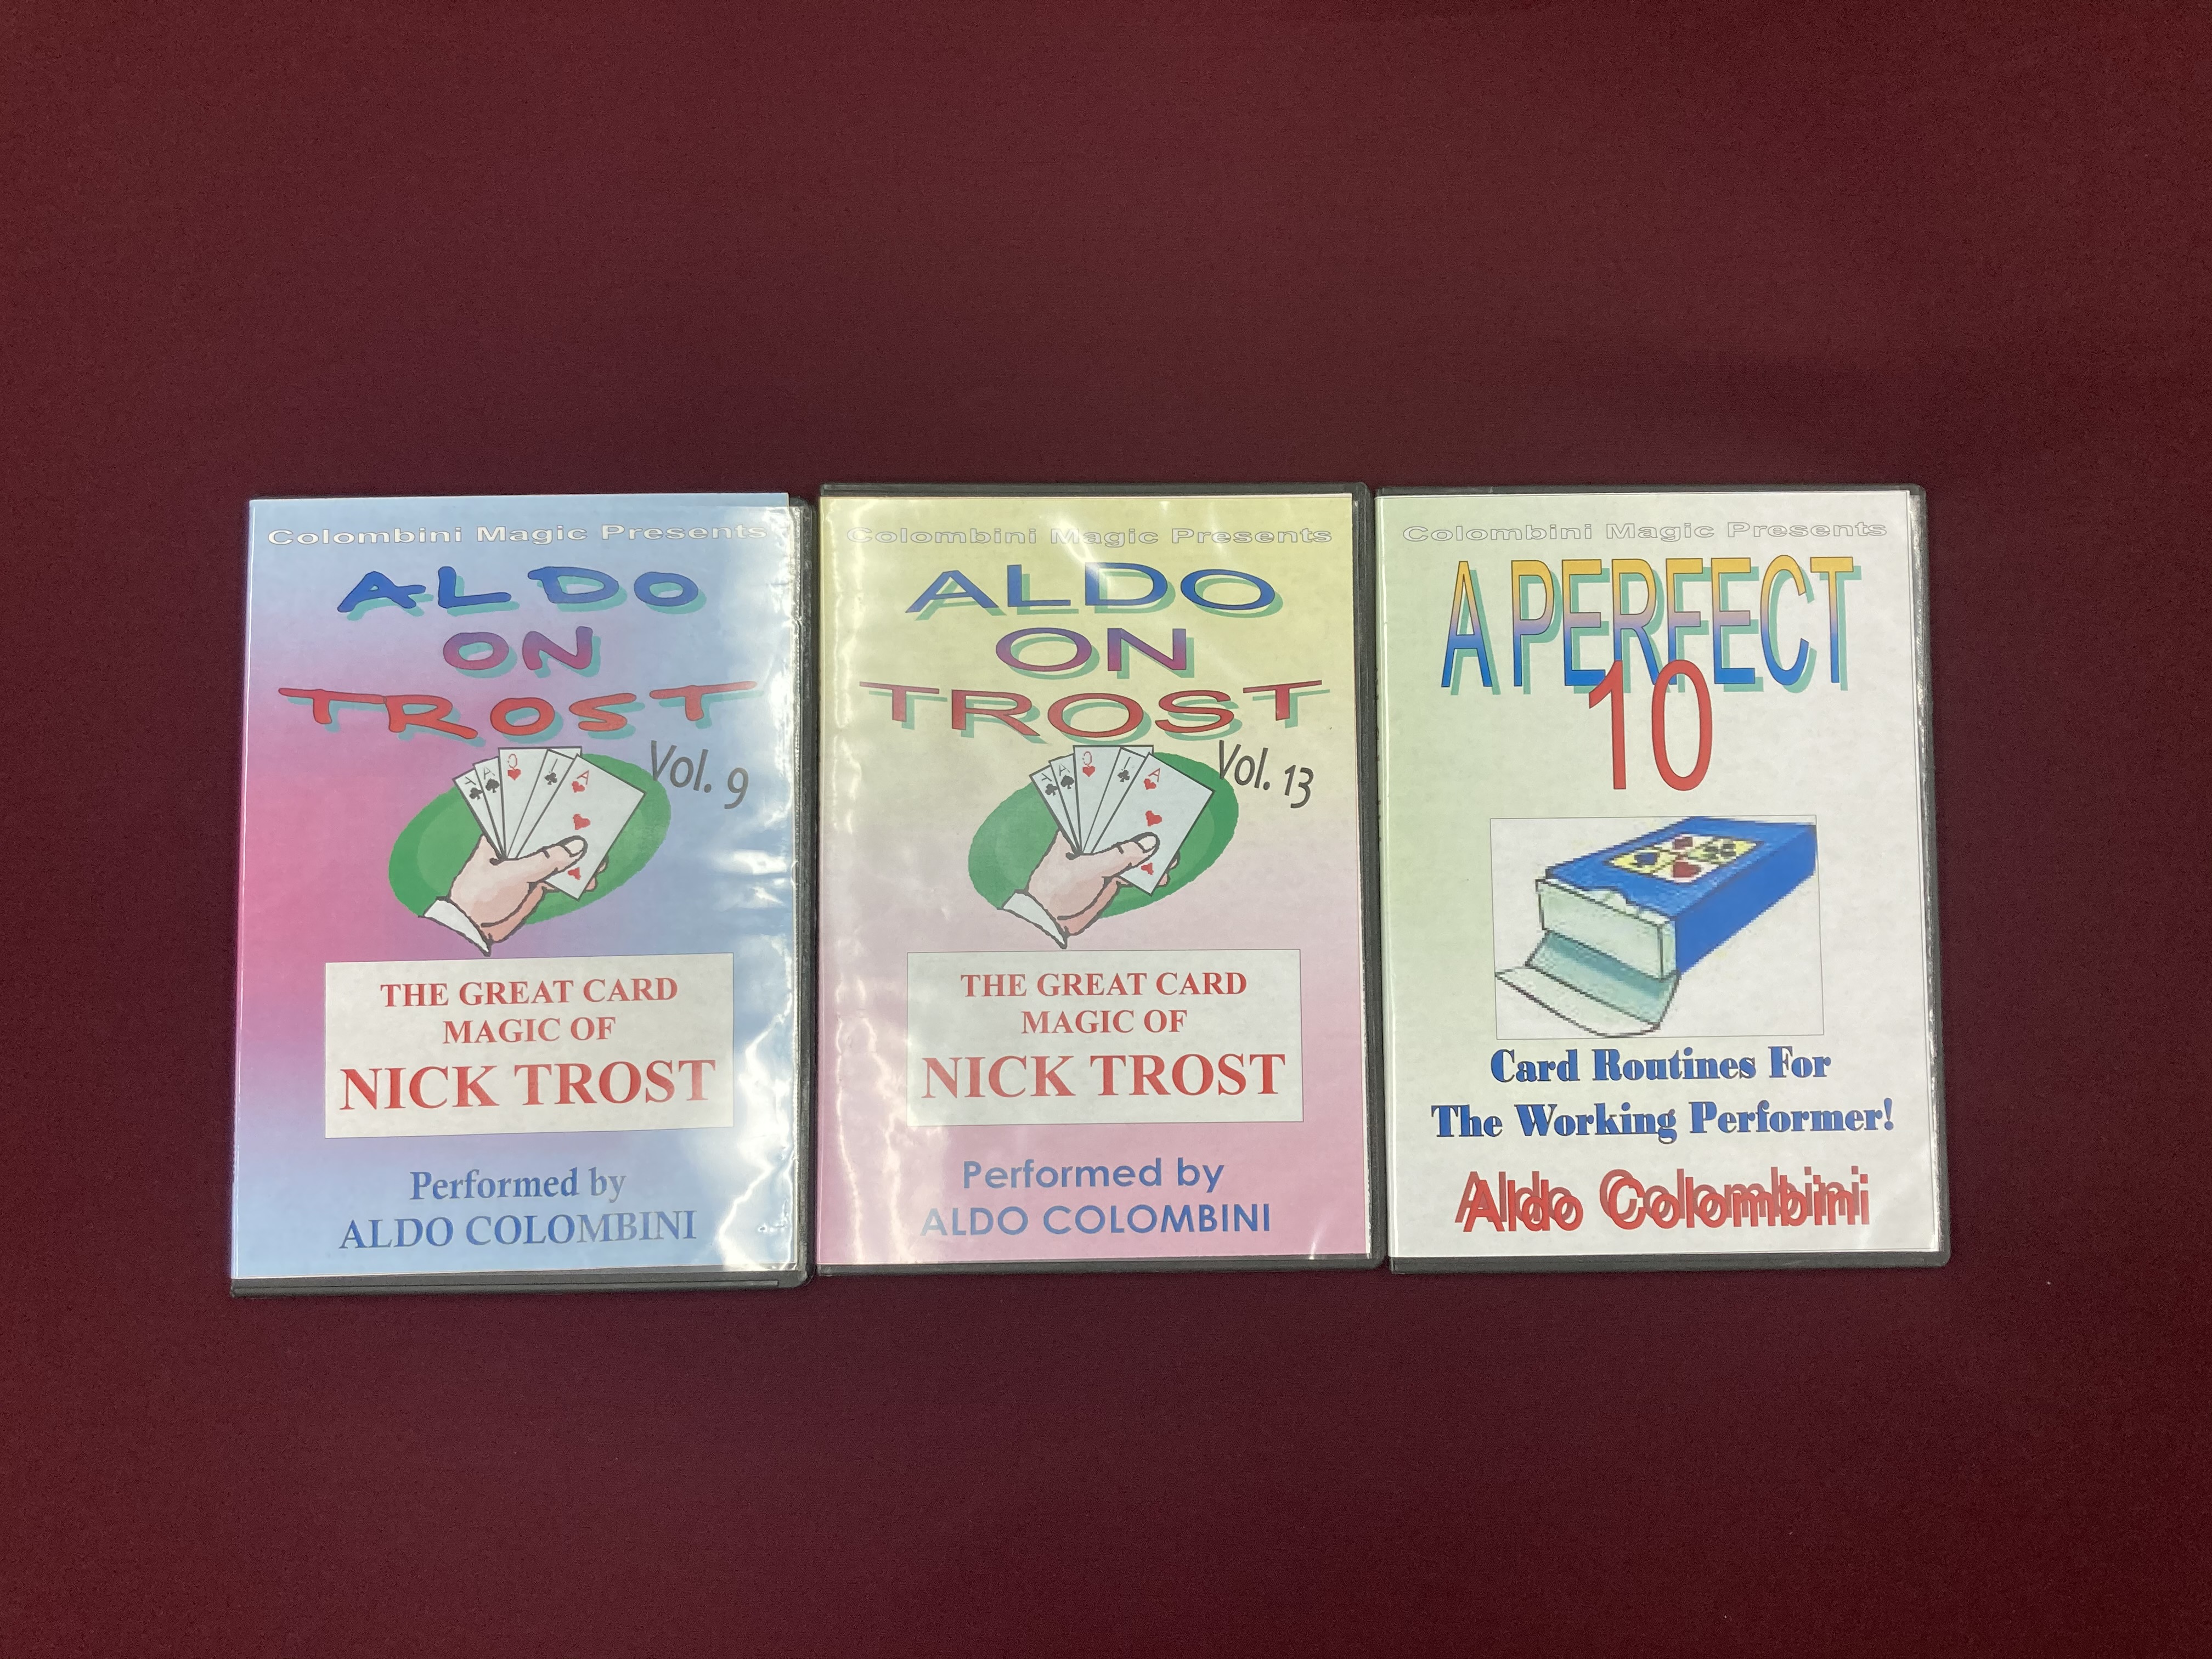 Colombini Magic Presents
ALDO
ON
TROST
Vol. 9
THE GREAT CARD
MAGIC OF
NICK TROST
Performed by
ALDO COLOMBINI
Colombini Magic Presents
ALDO
ON
TROST
Vol. 13
THE GREAT CARD
MAGIC OF
NICK TROST
Performed by
ALDO COLOMBINI
Colombini Magic Presents
A PERFECT
10
Card Routines For
The Working Performer!
Aldo Colombini